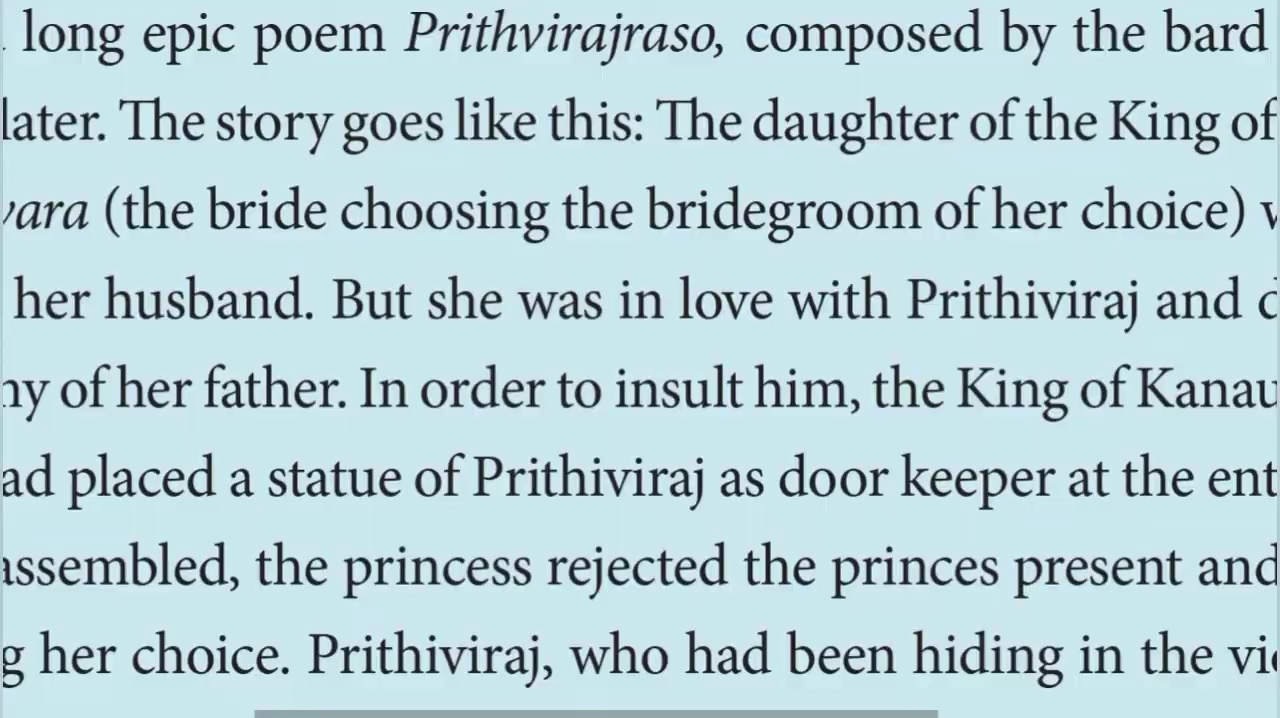 long epic poem Prithvirajraso, composed by the bard
later. The story goes like this: The daughter of the King of
(the bride choosing the bridegroom of her choice)
her husband. But she was in love with Prithiviraj and
of her father. In order to insult him, the King of
placed a statue of Prithiviraj as door keeper at the
assembled, the princess rejected the princes present and
her choice. Prithiviraj, who had been hiding in the